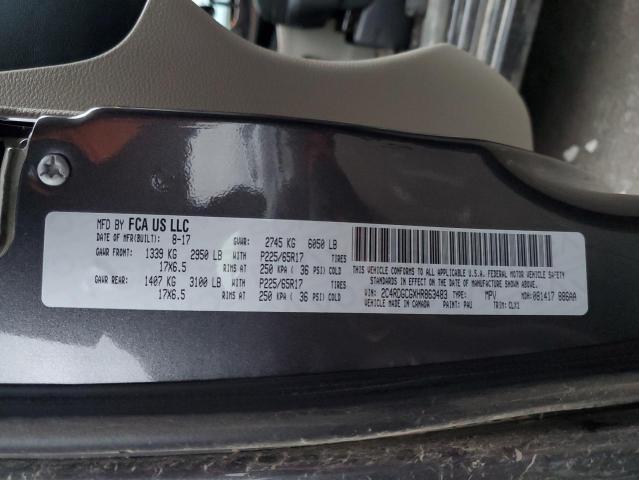 MFD BY FCA US LLC
DATE OF MFR(BUILT): 8-17 GVWR: 2745 KG 6050 LB
GAWR FRONT: 1339 KG 2950 LB WITH P225/65R17 TIRES
17X6.5 RIMS AT 250 KPA ( 36 PSI) COLD
GAWR REAR: 1407 KG 3100 LB WITH P225/65R17 TIRES
17X6.5 RIMS AT 250 KPA ( 36 PSI) COLD
THIS VEHICLE CONFORMS TO ALL APPLICABLE U.S.A. FEDERAL MOTOR VEHICLE SAFETY
STANDARDS IN EFFECT ON THE DATE OF MANUFACTURE SHOWN ABOVE.
VIN: 2C4RDGCGXHR863483 TYPE: MPV MDH: 081417 886AA
VEHICLE MADE IN CANADA PAINT: PAU TRIM: CLX1